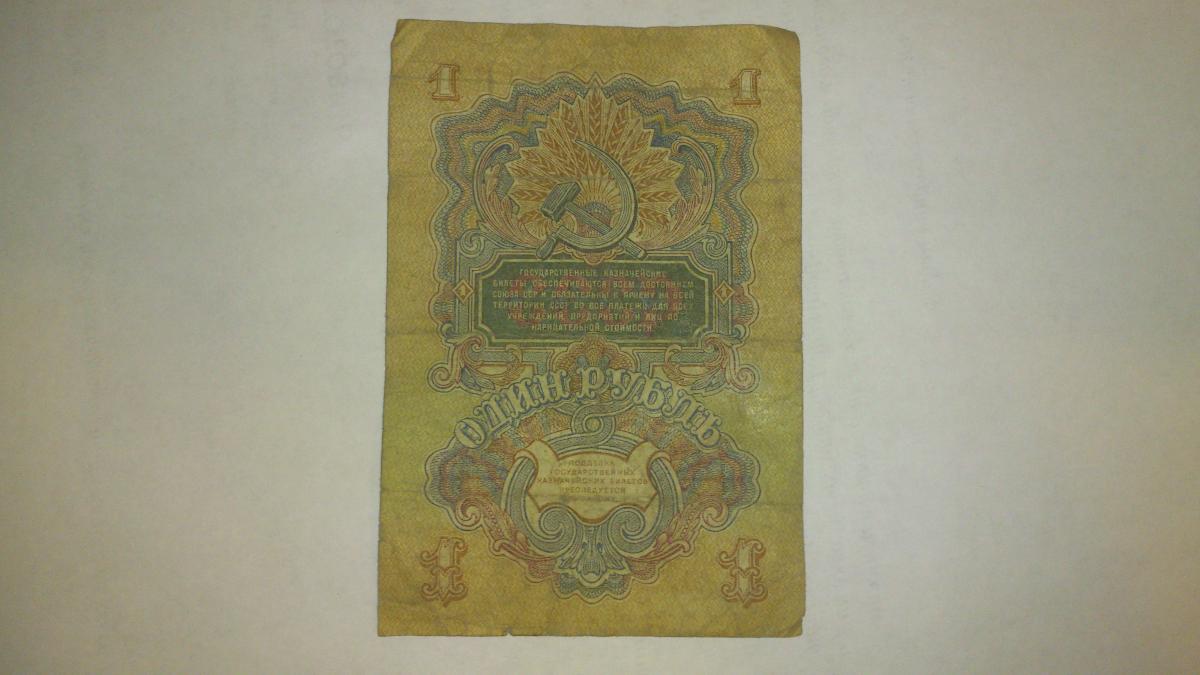 1 1
ГОСУДАРСТВЕННЫЕ КАЗНАЧЕЙСКИЕ
БИЛЕТЫ ОБЕСПЕЧИВАЮТСЯ ВСЕМ ДОСТОЯНИЕМ
СОЮЗА ССР И ОБЯЗАТЕЛЬНЫ К ПРИЕМУ НА ВСЕЙ
ТЕРРИТОРИИ СССР ВО ВСЕ ПЛАТЕЖИ ДЛЯ ВСЕХ
УЧРЕЖДЕНИЙ, ПРЕДПРИЯТИЙ И ЛИЦ ПО
НАРИЦАТЕЛЬНОЙ СТОИМОСТИ.
ОДИН РУБЛЬ
ПОДДЕЛКА
ГОСУДАРСТВЕННЫХ
КАЗНАЧЕЙСКИХ БИЛЕТОВ
ПРЕСЛЕДУЕТСЯ
1 1